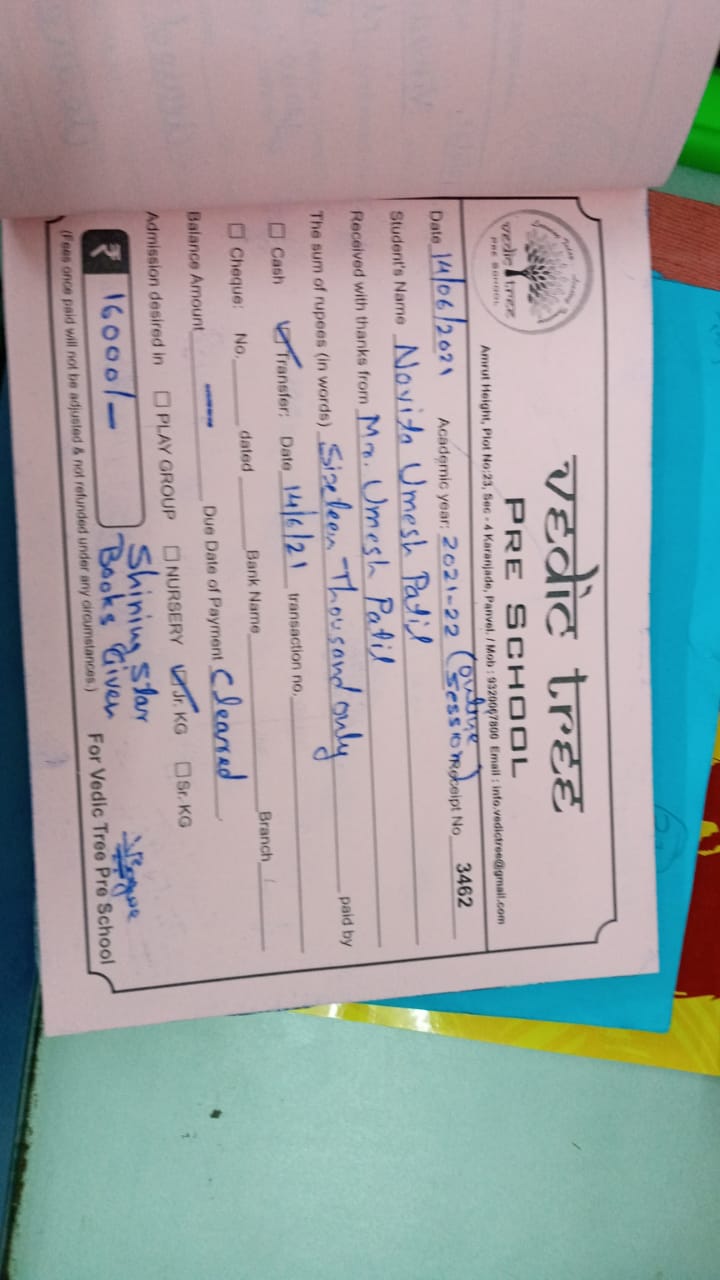 vedic tree
PRE SCHOOL
vedic tree
PRE SCHOOL
Amrut Height, Plot No:23, Sec - 4 Karanjade, Panvel. / Mob : 9320067800 Email : info.vedictree@gmail.com
Date 14/06/2021 Academic year: 2021-22 (online session) Receipt No 3462
Student's Name Navita Umesh Patil
Received with thanks from Mr. Umesh Patil
The sum of rupees (in words) Sixteen Thousand only paid by
Cash Transfer: Date 14/6/21 transaction no.
Cheque: No. dated Bank Name Branch
Balance Amount — Due Date of Payment Cleared
Admission desired in PLAY GROUP NURSERY Jr. KG Sr. KG
₹ 16000/- Shining Star
Books Given
For Vedic Tree Pre School
(Fees once paid will not be adjusted & not refunded under any circumstances)